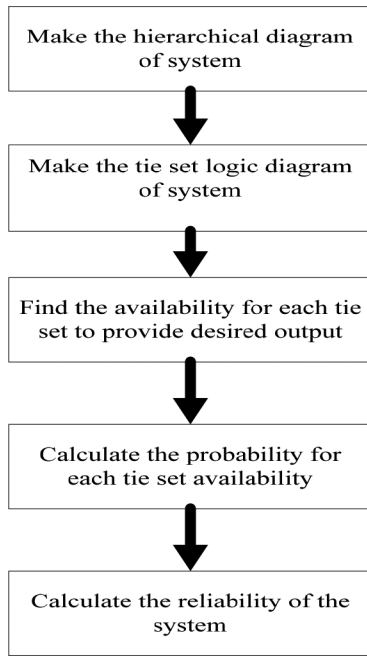 Make the hierarchical diagram
of system
Make the tie set logic diagram
of system
Find the availability for each tie
set to provide desired output
Calculate the probability for
each tie set availability
Calculate the reliability of the
system